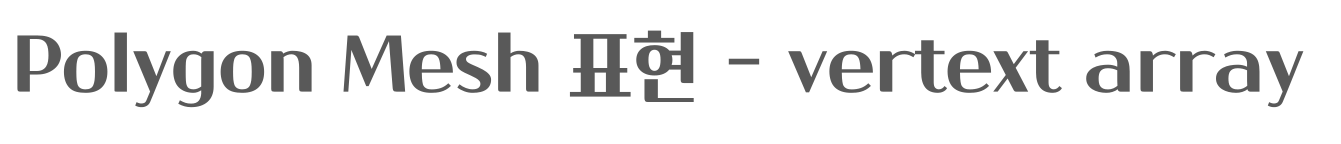 Polygon Mesh 표현 - vertext array